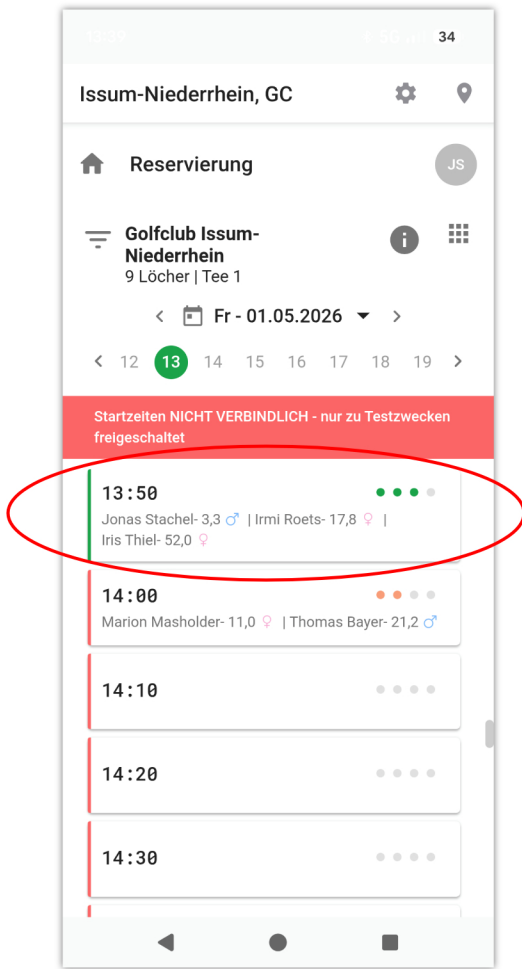 13:39
34
Issum-Niederrhein, GC
Reservierung
JS
Golfclub Issum-
Niederrhein
9 Löcher | Tee 1
Fr - 01.05.2026
12 13 14 15 16 17 18 19
Startzeiten NICHT VERBINDLICH - nur zu Testzwecken
freigeschaltet
13:50
Jonas Stachel- 3,3 ♂ | Irmi Roets- 17,8 ♀ |
Iris Thiel- 52,0 ♀
14:00
Marion Masholder- 11,0 ♀ | Thomas Bayer- 21,2 ♂
14:10
14:20
14:30